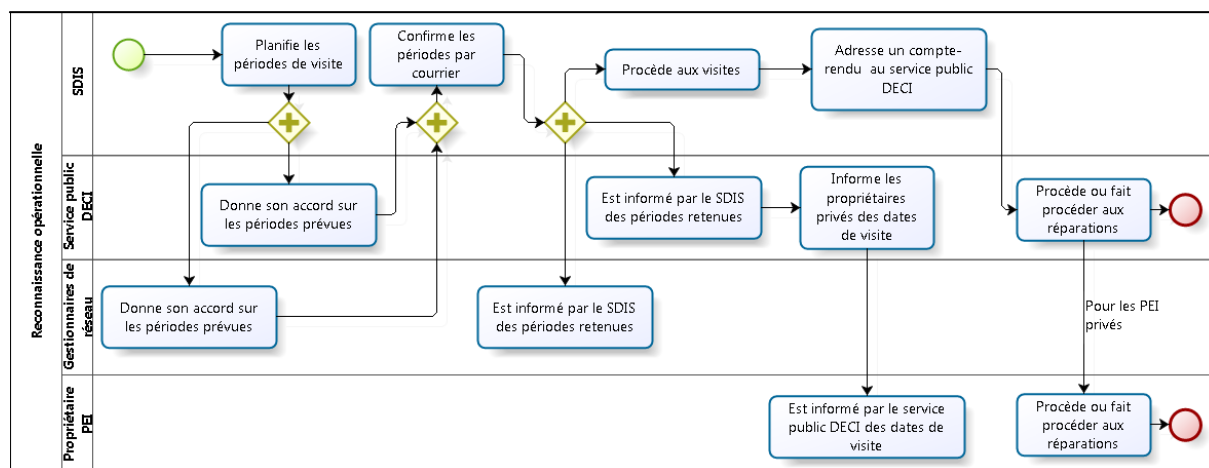 Reconnaissance opérationnelle
SDIS
Planifie les
périodes de visite
Confirme les
périodes par
courrier
Procède aux visites
Adresse un compte-
rendu au service public
DECI
Service public
DECI
Donne son accord sur
les périodes prévues
Est informé par le SDIS
des périodes retenues
Informe les
propriétaires
privés des dates
de visite
Procède ou fait
procéder aux
réparations
Gestionnaires de
réseau
Donne son accord sur
les périodes prévues
Est informé par le SDIS
des périodes retenues
Pour les PEI
privés
Propriétaire
PEI
Est informé par le service
public DECI des dates de
visite
Procède ou fait
procéder aux
réparations